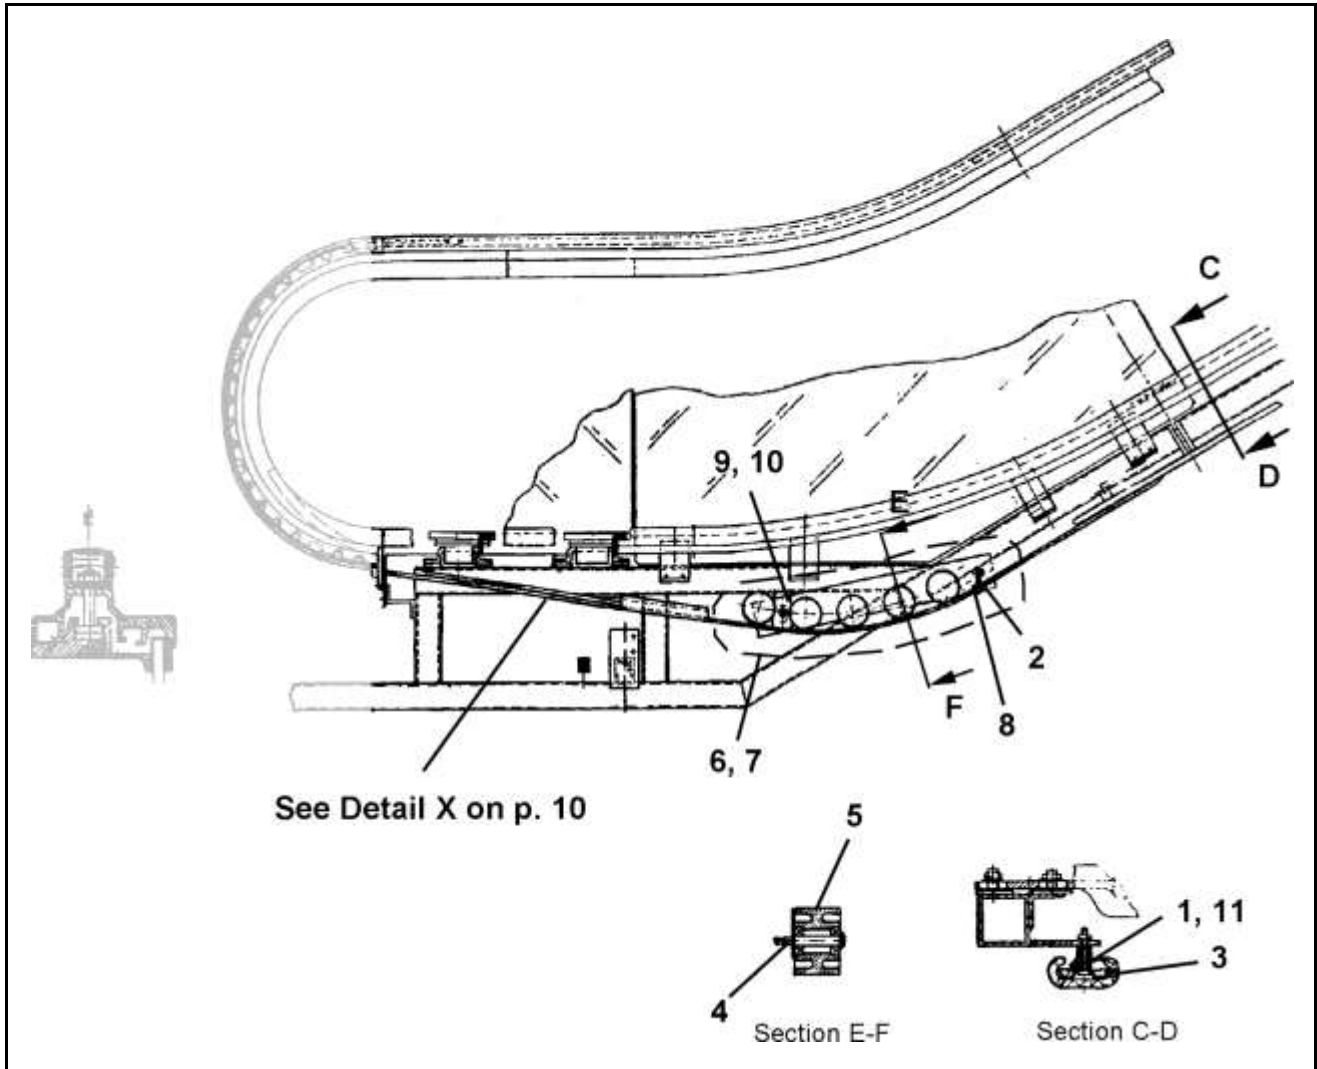 C
D
9, 10
E
2
F
8
6, 7
See Detail X on p. 10
5
1, 11
3
4
Section E-F
Section C-D